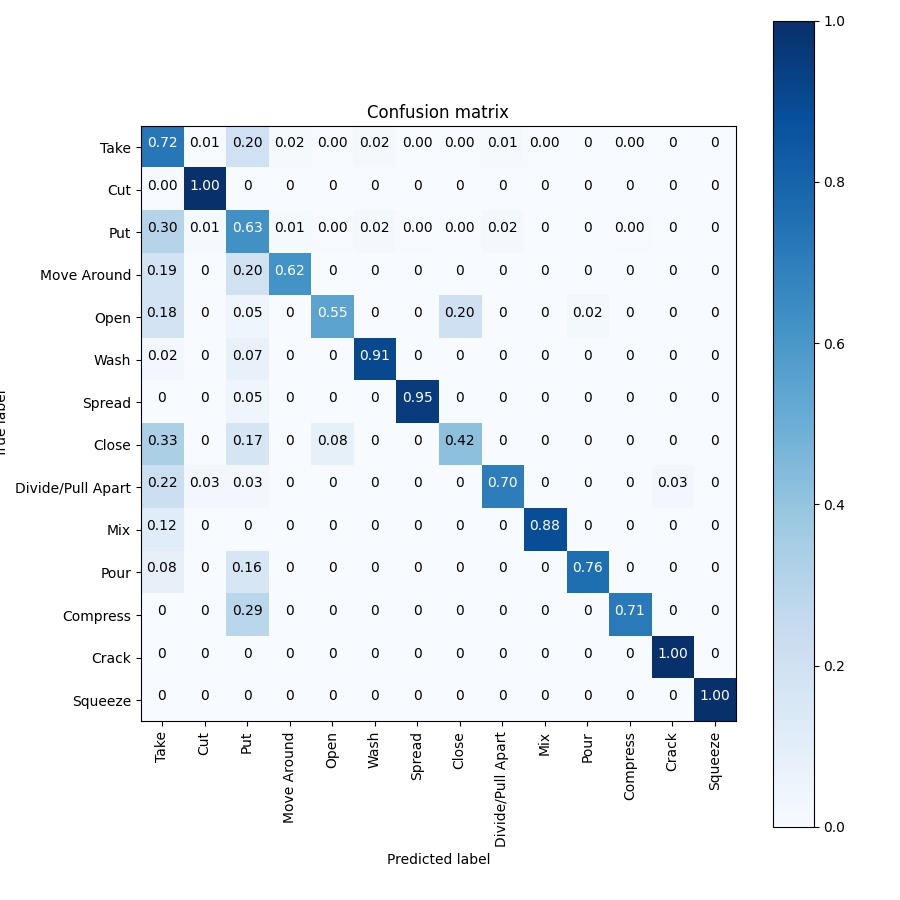 Confusion matrix
Take 0.72 0.01 0.20 0.02 0.00 0.02 0.00 0.00 0.01 0.00 0 0.00 0 0
Cut 0.00 1.00 0 0 0 0 0 0 0 0 0 0 0 0
Put 0.30 0.01 0.63 0.01 0.00 0.02 0.00 0.00 0.02 0 0 0.00 0 0
Move Around 0.19 0 0.20 0.62 0 0 0 0 0 0 0 0 0 0
Open 0.18 0 0.05 0 0.55 0 0 0.20 0 0 0.02 0 0 0
Wash 0.02 0 0.07 0 0 0.91 0 0 0 0 0 0 0 0
Spread 0 0 0.05 0 0 0 0.95 0 0 0 0 0 0 0
Close 0.33 0 0.17 0 0.08 0 0 0.42 0 0 0 0 0 0
Divide/Pull Apart 0.22 0.03 0.03 0 0 0 0 0 0.70 0 0 0 0.03 0
Mix 0.12 0 0 0 0 0 0 0 0 0.88 0 0 0 0
Pour 0.08 0 0.16 0 0 0 0 0 0 0 0.76 0 0 0
Compress 0 0 0.29 0 0 0 0 0 0 0 0 0.71 0 0
Crack 0 0 0 0 0 0 0 0 0 0 0 0 1.00 0
Squeeze 0 0 0 0 0 0 0 0 0 0 0 0 0 1.00
Take
Cut
Put
Move Around
Open
Wash
Spread
Close
Divide/Pull Apart
Mix
Pour
Compress
Crack
Squeeze
Predicted label
1.0
0.8
0.6
0.4
0.2
0.0